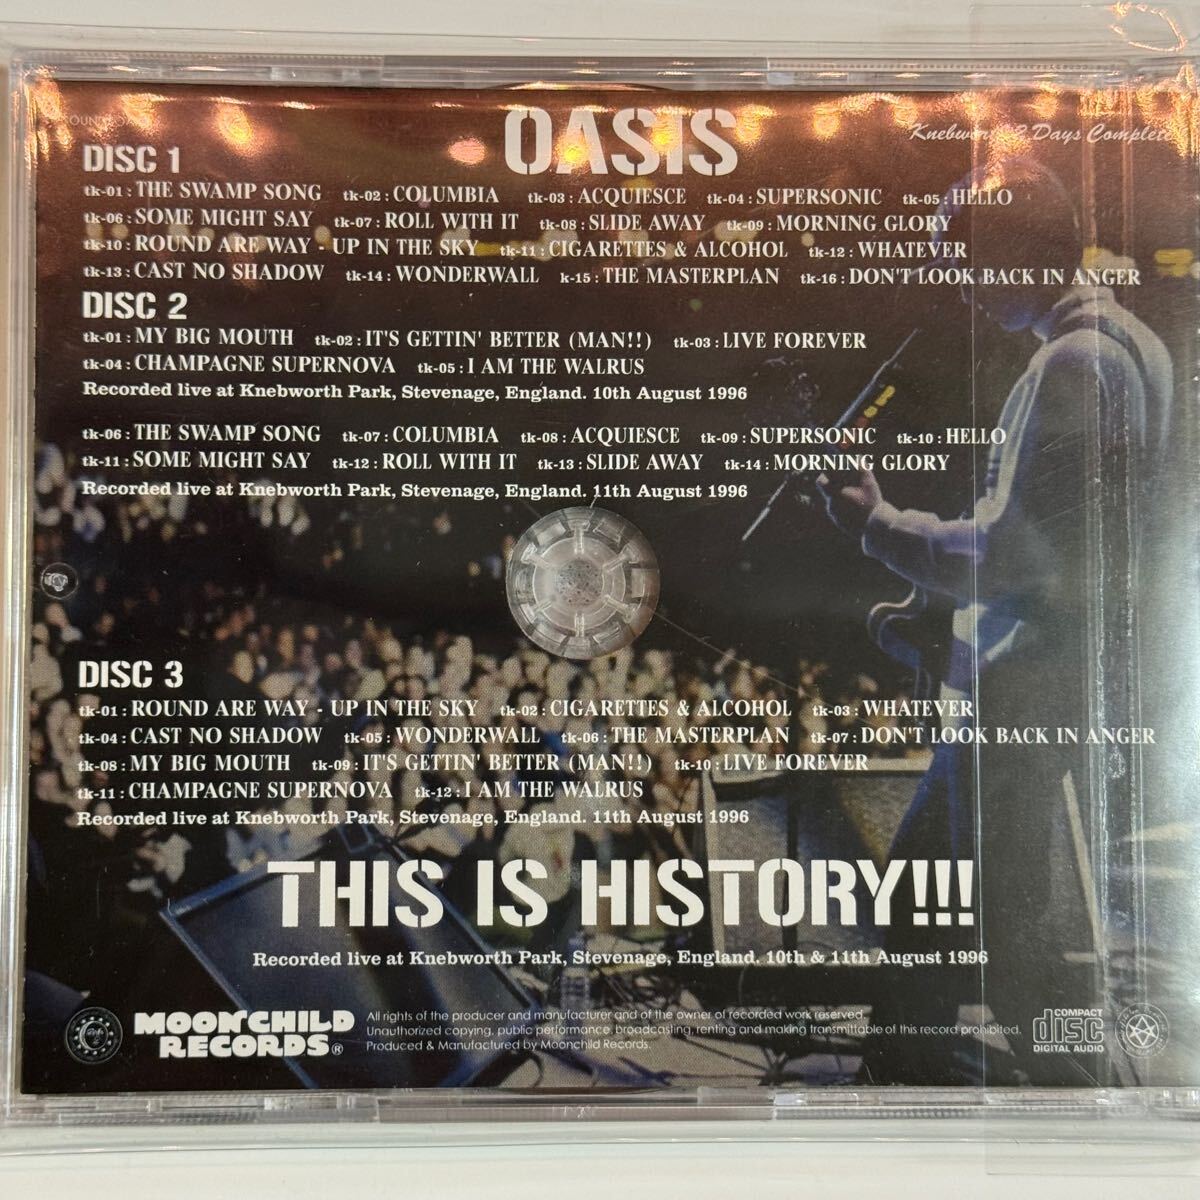 OASIS
Knebworth 2 Days Complete
DISC 1
tk-01 : THE SWAMP SONG tk-02 : COLUMBIA tk-03 : ACQUIESCE tk-04 : SUPERSONIC tk-05 : HELLO
tk-06 : SOME MIGHT SAY tk-07 : ROLL WITH IT tk-08 : SLIDE AWAY tk-09 : MORNING GLORY
tk-10 : ROUND ARE WAY - UP IN THE SKY tk-11 : CIGARETTES & ALCOHOL tk-12 : WHATEVER
tk-13 : CAST NO SHADOW tk-14 : WONDERWALL k-15 : THE MASTERPLAN tk-16 : DON'T LOOK BACK IN ANGER
DISC 2
tk-01 : MY BIG MOUTH tk-02 : IT'S GETTIN' BETTER (MAN!!) tk-03 : LIVE FOREVER
tk-04 : CHAMPAGNE SUPERNOVA tk-05 : I AM THE WALRUS
Recorded live at Knebworth Park, Stevenage, England. 10th August 1996
tk-06 : THE SWAMP SONG tk-07 : COLUMBIA tk-08 : ACQUIESCE tk-09 : SUPERSONIC tk-10 : HELLO
tk-11 : SOME MIGHT SAY tk-12 : ROLL WITH IT tk-13 : SLIDE AWAY tk-14 : MORNING GLORY
Recorded live at Knebworth Park, Stevenage, England. 11th August 1996
DISC 3
tk-01 : ROUND ARE WAY - UP IN THE SKY tk-02 : CIGARETTES & ALCOHOL tk-03 : WHATEVER
tk-04 : CAST NO SHADOW tk-05 : WONDERWALL tk-06 : THE MASTERPLAN tk-07 : DON'T LOOK BACK IN ANGER
tk-08 : MY BIG MOUTH tk-09 : IT'S GETTIN' BETTER (MAN!!) tk-10 : LIVE FOREVER
tk-11 : CHAMPAGNE SUPERNOVA tk-12 : I AM THE WALRUS
Recorded live at Knebworth Park, Stevenage, England. 11th August 1996
THIS IS HISTORY!!!
Recorded live at Knebworth Park, Stevenage, England. 10th & 11th August 1996
MOONCHILD
RECORDS®
All rights of the producer and manufacturer and of the owner of recorded work reserved.
Unauthorized copying, public performance, broadcasting, renting and making transmittable of this record prohibited.
Produced & Manufactured by Moonchild Records.
COMPACT
disc
DIGITAL AUDIO